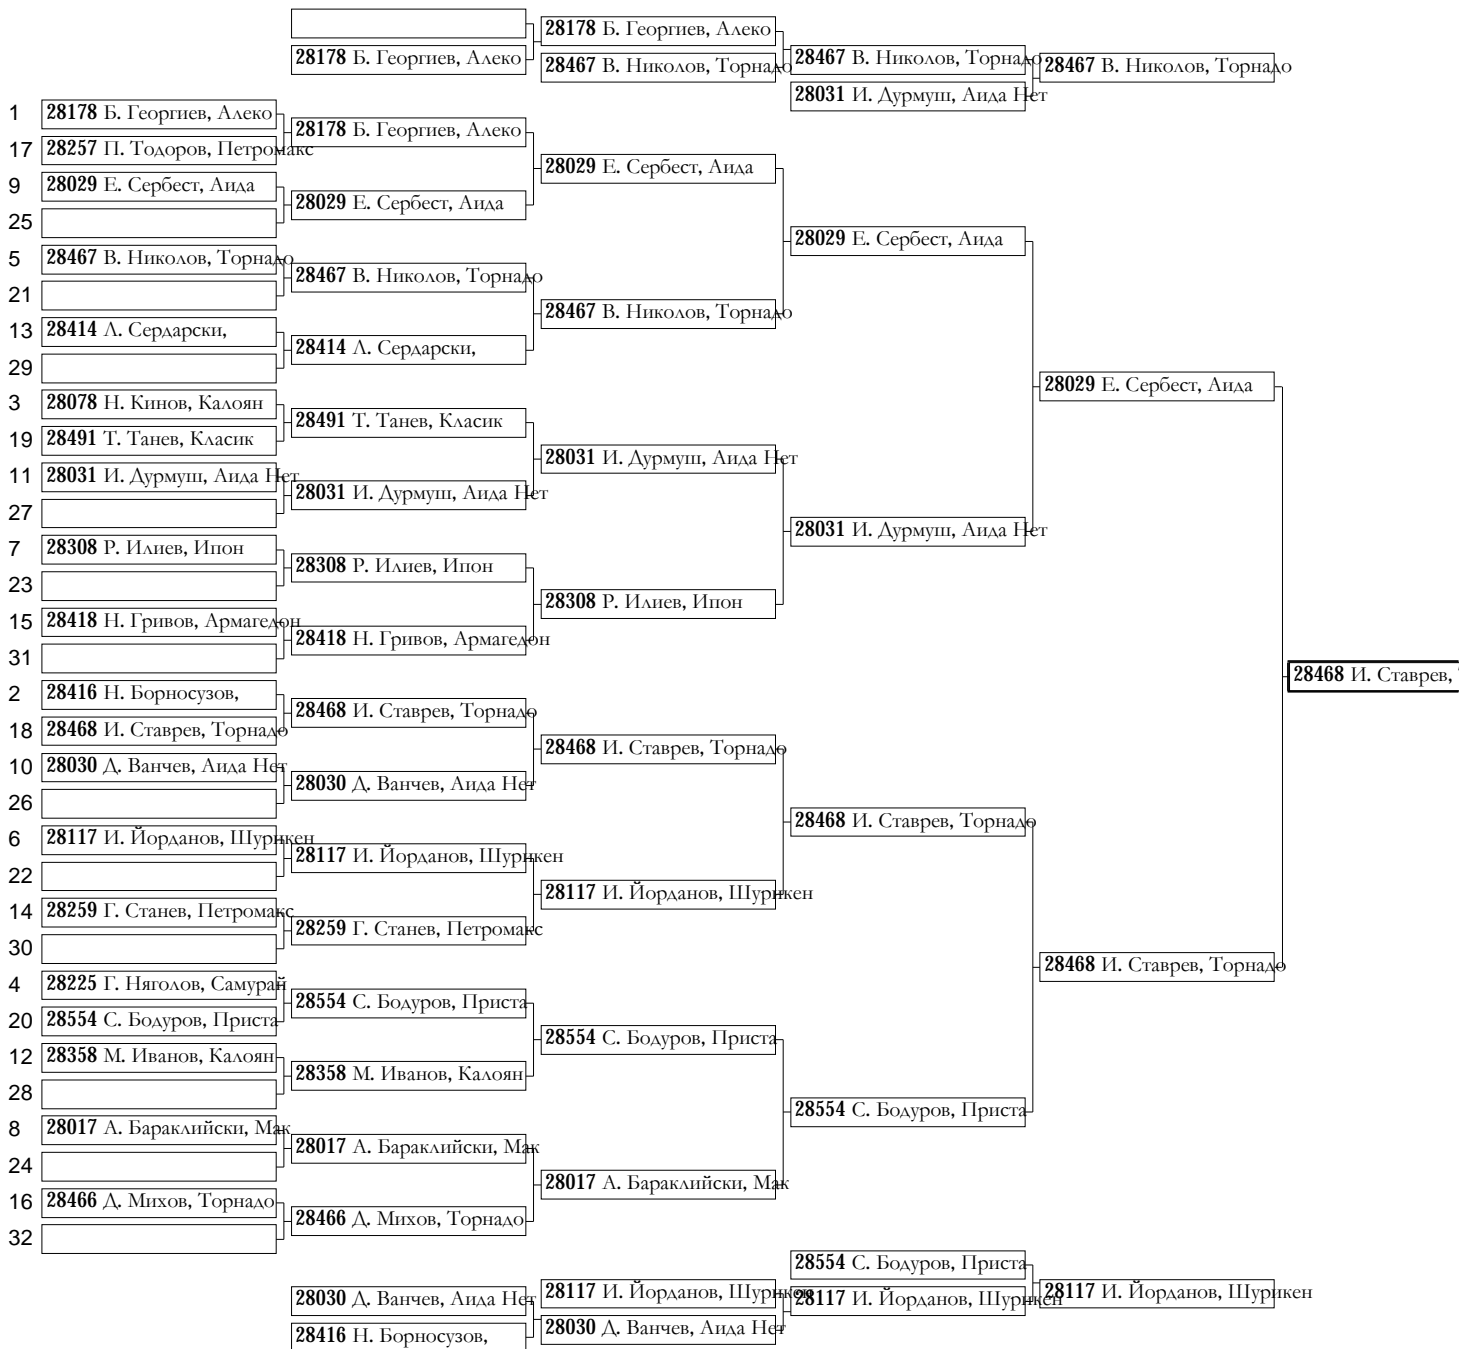 28178 Б. Георгиев, Алеко
28178 Б. Георгиев, Алеко
28467 В. Николов, Торнадо
28467 В. Николов, Торнадо
28031 И. Дурмуш, Аида Нет
28467 В. Николов, Торнадо
1 28178 Б. Георгиев, Алеко
17 28257 П. Тодоров, Петромакс
9 28029 Е. Сербест, Аида
25
5 28467 В. Николов, Торнадо
21
13 28414 Л. Сердарски,
29
3 28078 Н. Кинов, Калоян
19 28491 Т. Танев, Класик
11 28031 И. Дурмуш, Аида Нет
27
7 28308 Р. Илиев, Ипон
23
15 28418 Н. Гривов, Армагедон
31
2 28416 Н. Борносузов,
18 28468 И. Ставрев, Торнадо
10 28030 Д. Ванчев, Аида Нет
26
6 28117 И. Йорданов, Шурикен
22
14 28259 Г. Станев, Петромакс
30
4 28225 Г. Няголов, Самурай
20 28554 С. Бодуров, Приста
12 28358 М. Иванов, Калоян
28
8 28017 А. Бараклийски, Мак
24
16 28466 Д. Михов, Торнадо
32
28178 Б. Георгиев, Алеко
28029 Е. Сербест, Аида
28467 В. Николов, Торнадо
28414 Л. Сердарски,
28491 Т. Танев, Класик
28031 И. Дурмуш, Аида Нет
28308 Р. Илиев, Ипон
28418 Н. Гривов, Армагедон
28468 И. Ставрев, Торнадо
28030 Д. Ванчев, Аида Нет
28117 И. Йорданов, Шурикен
28259 Г. Станев, Петромакс
28554 С. Бодуров, Приста
28358 М. Иванов, Калоян
28017 А. Бараклийски, Мак
28466 Д. Михов, Торнадо
28029 Е. Сербест, Аида
28467 В. Николов, Торнадо
28031 И. Дурмуш, Аида Нет
28308 Р. Илиев, Ипон
28468 И. Ставрев, Торнадо
28117 И. Йорданов, Шурикен
28554 С. Бодуров, Приста
28017 А. Бараклийски, Мак
28029 Е. Сербест, Аида
28031 И. Дурмуш, Аида Нет
28468 И. Ставрев, Торнадо
28554 С. Бодуров, Приста
28029 Е. Сербест, Аида
28468 И. Ставрев, Торнадо
28468 И. Ставрев,
28030 Д. Ванчев, Аида Нет
28416 Н. Борносузов,
28117 И. Йорданов, Шурикен
28030 Д. Ванчев, Аида Нет
28554 С. Бодуров, Приста
28117 И. Йорданов, Шурикен
28117 И. Йорданов, Шурикен